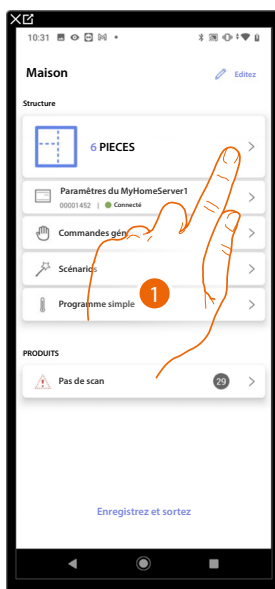 10:31
Maison
Editez
Structure
6 PIECES
Paramètres du MyHomeServer1
00001452 | Connecté
Commandes gén
Scénarios
1
Programme simple
PRODUITS
Pas de scan
29
Enregistrez et sortez